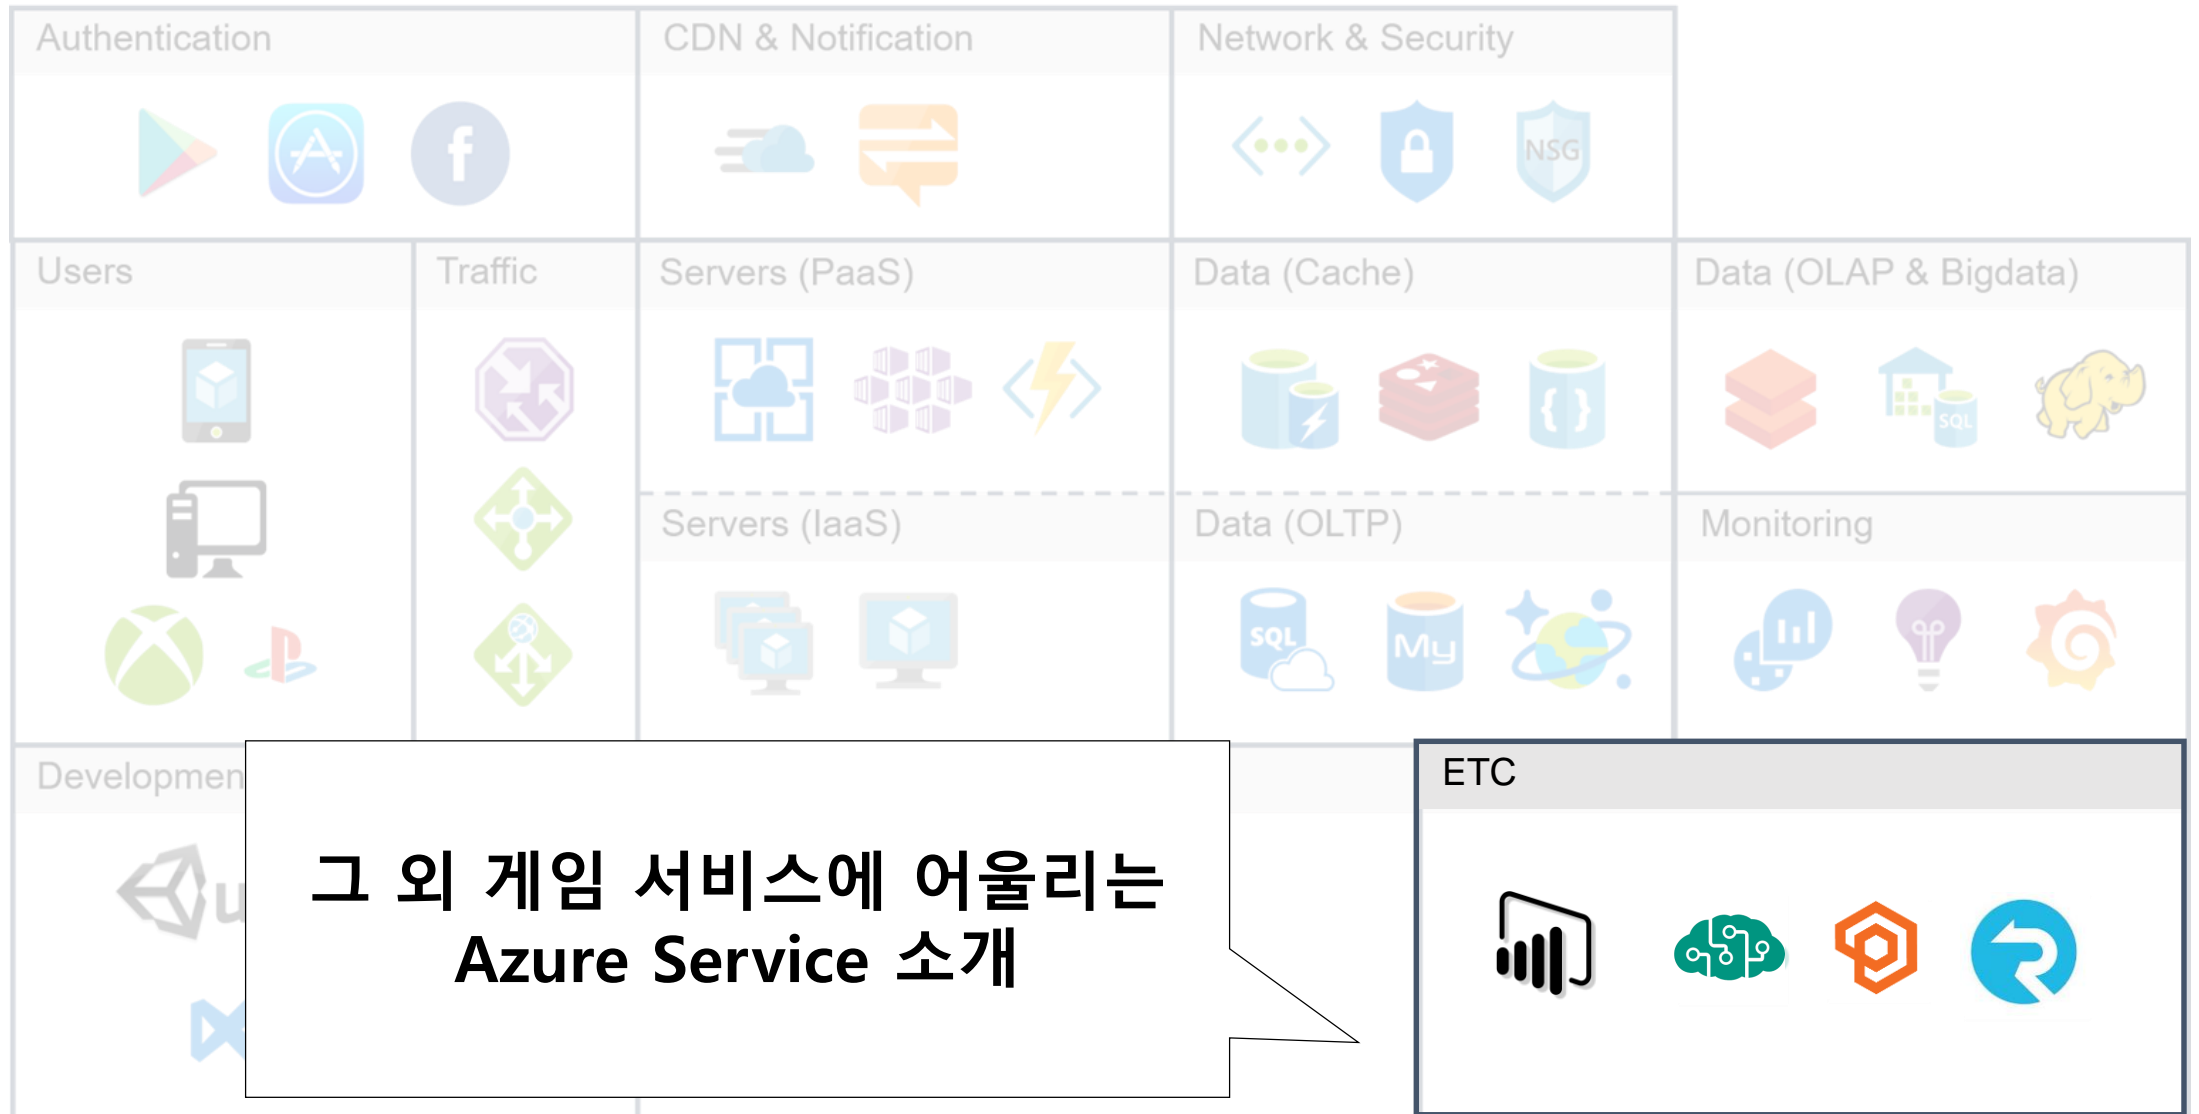 Authentication
CDN & Notification
Network & Security
NSG
Users
Traffic
Servers (PaaS)
Data (Cache)
Data (OLAP & Bigdata)
SQL
Servers (IaaS)
Data (OLTP)
Monitoring
SQL
My
Developmen
ETC
그 외 게임 서비스에 어울리는
Azure Service 소개